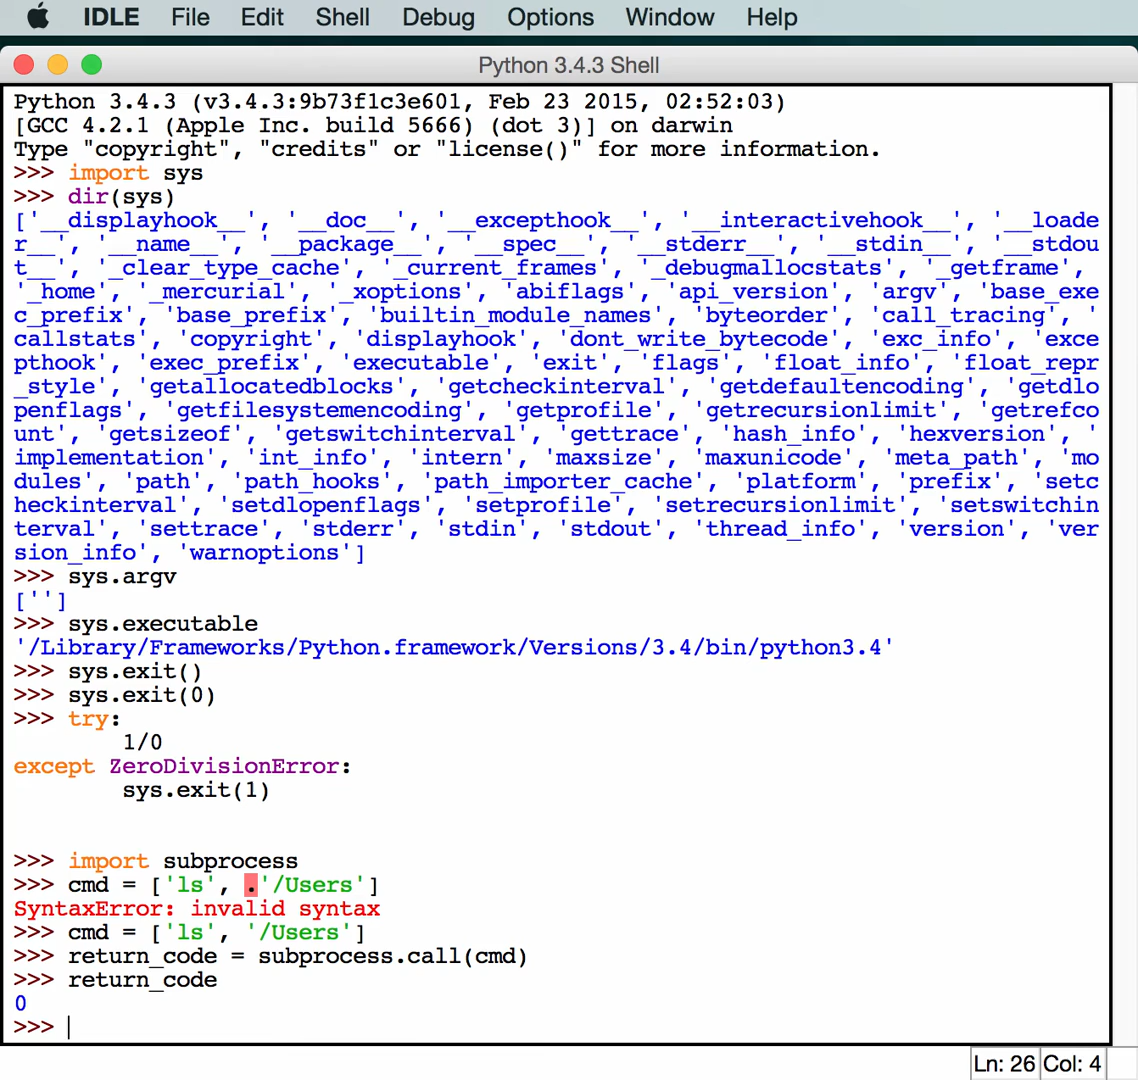 IDLE File Edit Shell Debug Options Window Help
Python 3.4.3 Shell
Python 3.4.3 (v3.4.3:9b73f1c3e601, Feb 23 2015, 02:52:03)
[GCC 4.2.1 (Apple Inc. build 5666) (dot 3)] on darwin
Type "copyright", "credits" or "license()" for more information.
>>> import sys
>>> dir(sys)
['__displayhook__', '__doc__', '__excepthook__', '__interactivehook__', '__loade
r__', '__name__', '__package__', '__spec__', '__stderr__', '__stdin__', '__stdou
t__', '_clear_type_cache', '_current_frames', '_debugmallocstats', '_getframe',
'_home', '_mercurial', '_xoptions', 'abiflags', 'api_version', 'argv', 'base_exe
c_prefix', 'base_prefix', 'builtin_module_names', 'byteorder', 'call_tracing', '
callstats', 'copyright', 'displayhook', 'dont_write_bytecode', 'exc_info', 'exce
pthook', 'exec_prefix', 'executable', 'exit', 'flags', 'float_info', 'float_repr
_style', 'getallocatedblocks', 'getcheckinterval', 'getdefaultencoding', 'getdlo
penflags', 'getfilesystemencoding', 'getprofile', 'getrecursionlimit', 'getrefco
unt', 'getsizeof', 'getswitchinterval', 'gettrace', 'hash_info', 'hexversion', '
implementation', 'int_info', 'intern', 'maxsize', 'maxunicode', 'meta_path', 'mo
dules', 'path', 'path_hooks', 'path_importer_cache', 'platform', 'prefix', 'setc
heckinterval', 'setdlopenflags', 'setprofile', 'setrecursionlimit', 'setswitchin
terval', 'settrace', 'stderr', 'stdin', 'stdout', 'thread_info', 'version', 'ver
sion_info', 'warnoptions']
>>> sys.argv
['']
>>> sys.executable
'/Library/Frameworks/Python.framework/Versions/3.4/bin/python3.4'
>>> sys.exit()
>>> sys.exit(0)
>>> try:
1/0
except ZeroDivisionError:
sys.exit(1)
>>> import subprocess
>>> cmd = ['ls', .'/Users']
SyntaxError: invalid syntax
>>> cmd = ['ls', '/Users']
>>> return_code = subprocess.call(cmd)
>>> return_code
0
>>>
Ln: 26 Col: 4